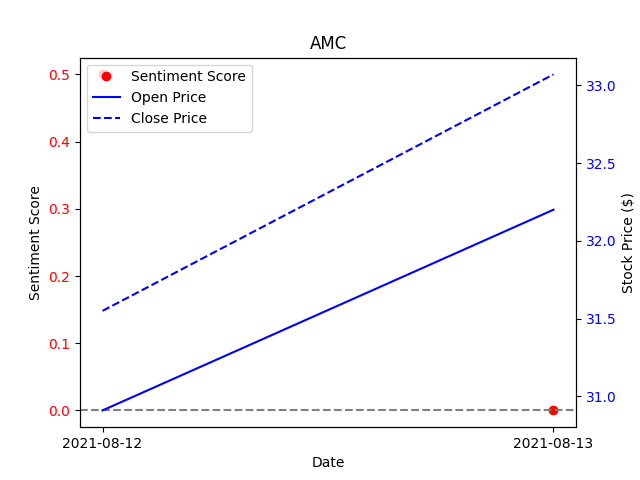 AMC
Sentiment Score
Open Price
Close Price
0.5
0.4
0.3
0.2
0.1
0.0
Sentiment Score
33.0
32.5
32.0
31.5
31.0
Stock Price ($)
2021-08-12
2021-08-13
Date